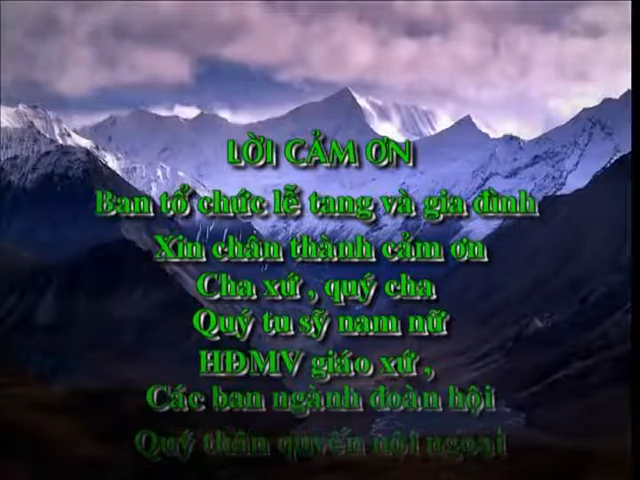 LỜI CẢM ƠN
Ban tổ chức lễ tang và gia đình
Xin chân thành cảm ơn
Cha xứ , quý cha
Quý tu sỹ nam nữ
HĐMV giáo xứ ,
Các ban ngành đoàn hội
Quý thân quyến nội ngoại